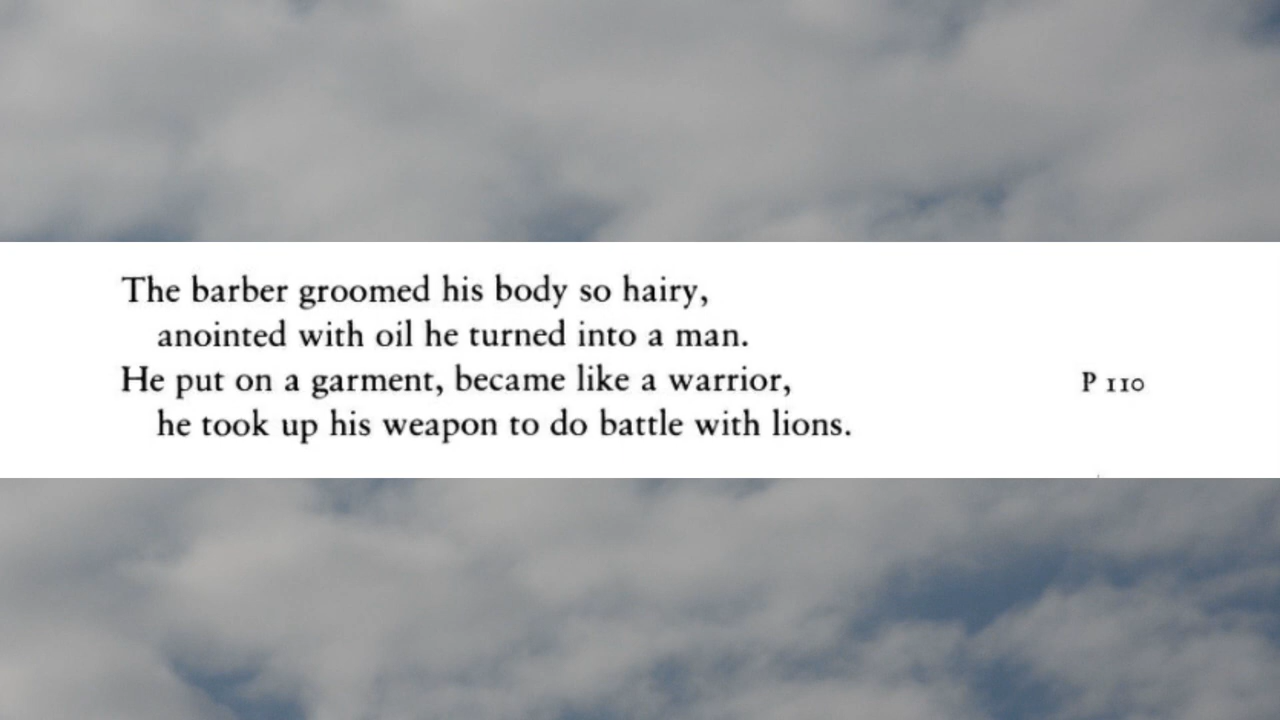 The barber groomed his body so hairy,
anointed with oil he turned into a man.
He put on a garment, became like a warrior, P 110
he took up his weapon to do battle with lions.